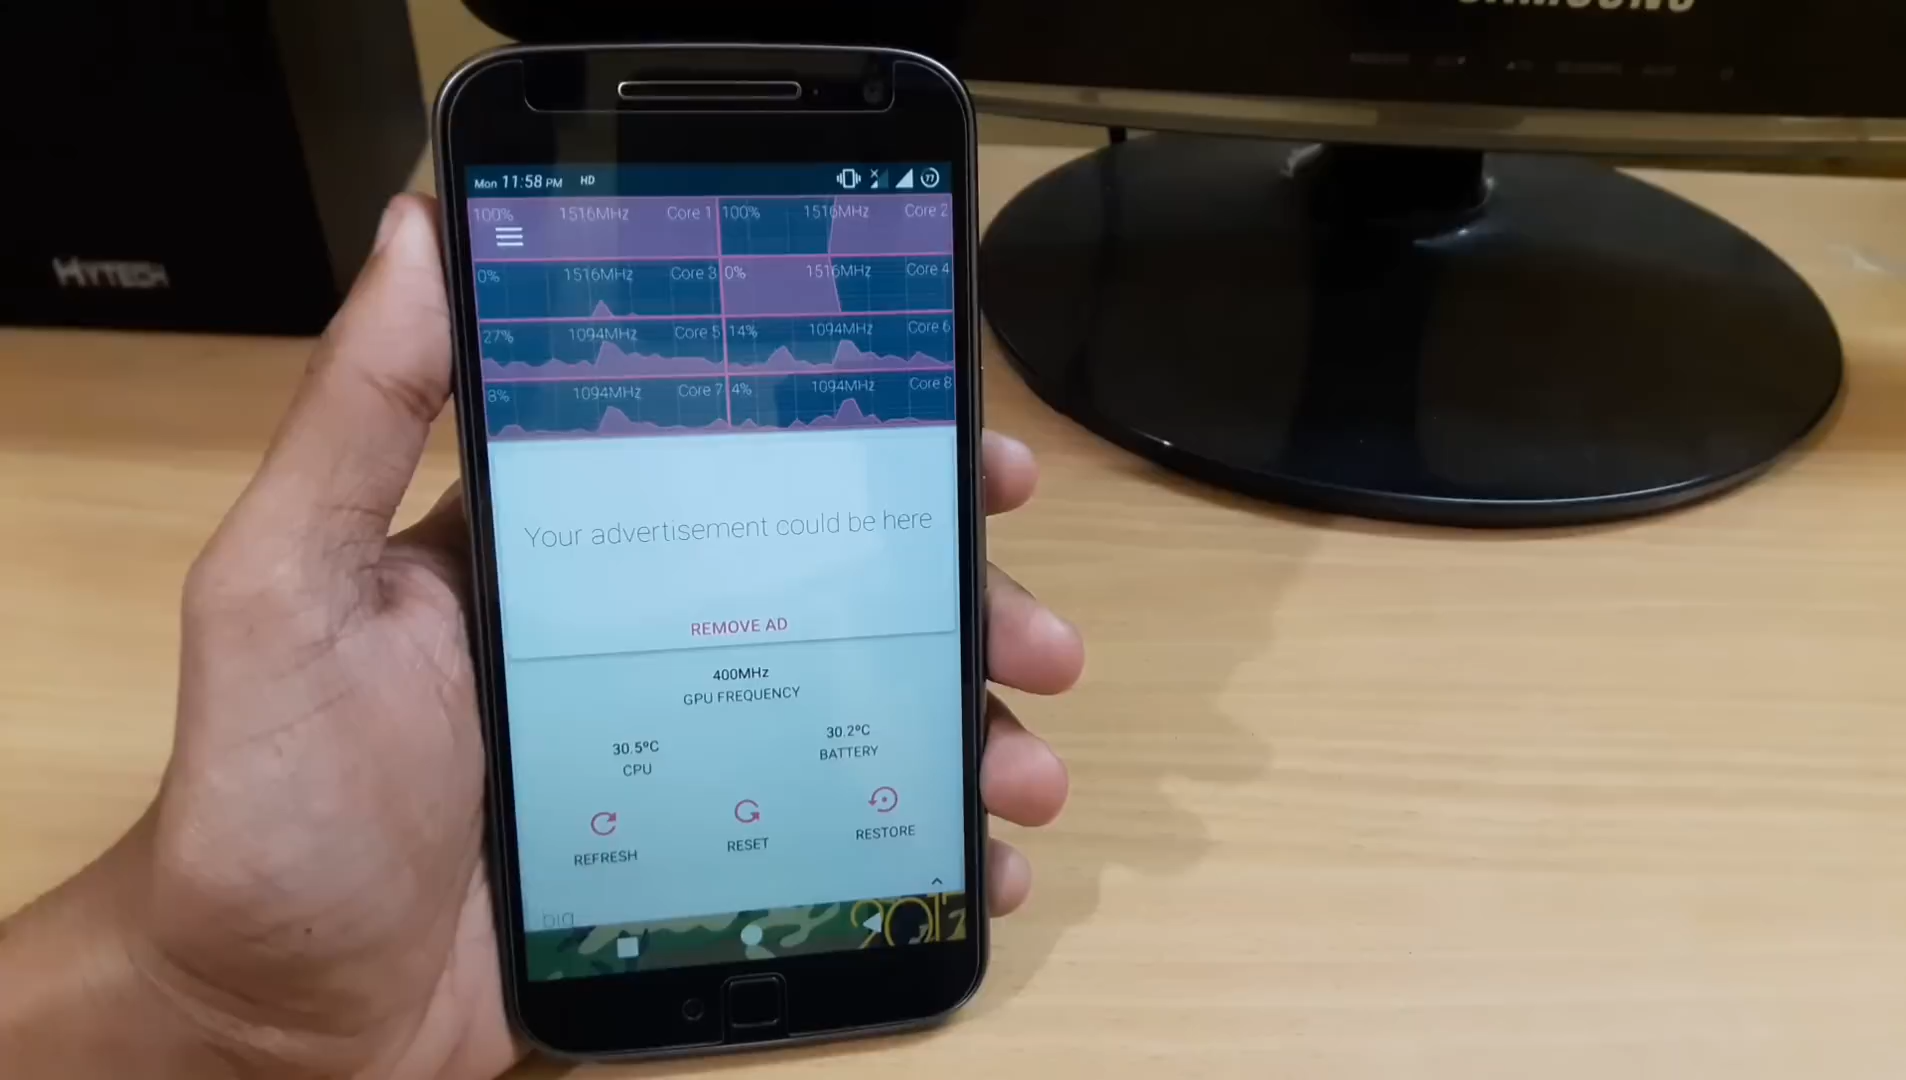 SAMSUNG
HYTECH
Mon 11:58 PM HD 77
100% 1516MHz Core 1 100% 1516MHz Core 2
0% 1516MHz Core 3 0% 1516MHz Core 4
27% 1094MHz Core 5 14% 1094MHz Core 6
8% 1094MHz Core 7 4% 1094MHz Core 8
Your advertisement could be here
REMOVE AD
400MHz
GPU FREQUENCY
30.5ºC 30.2ºC
CPU BATTERY
REFRESH RESET RESTORE
big